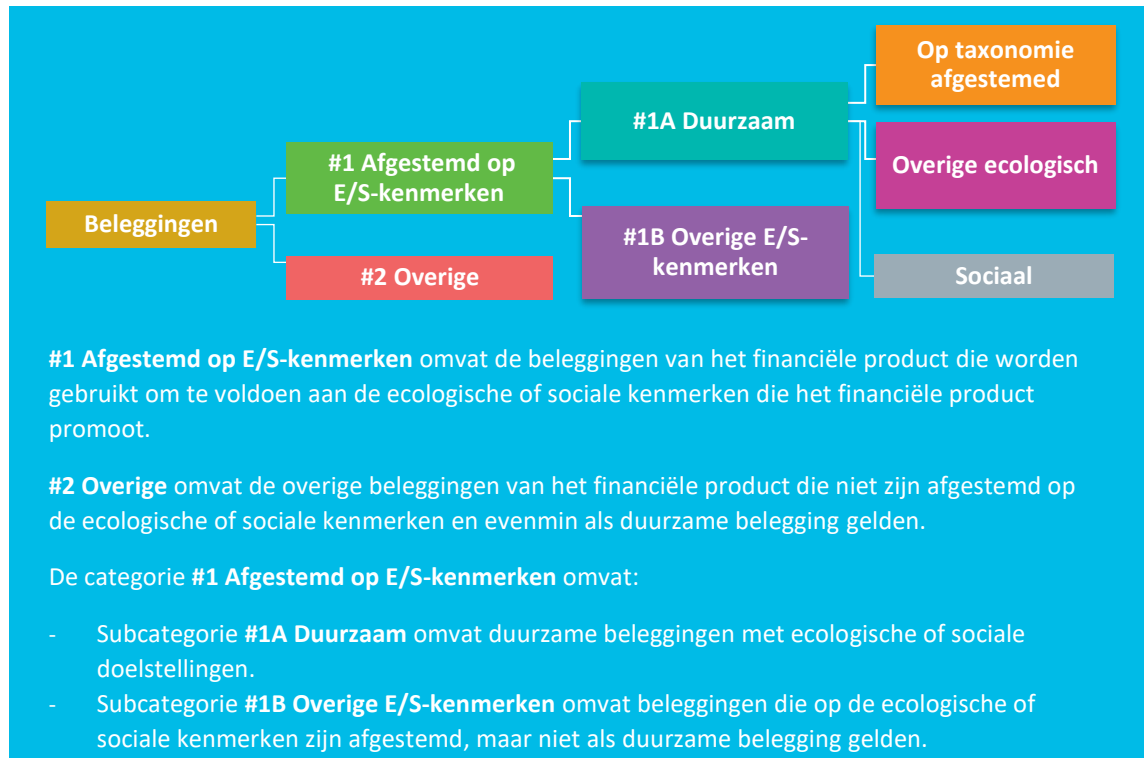 Op taxonomie
afgestemed
#1A Duurzaam
#1 Afgestemd op
E/S-kenmerken
Overige ecologisch
Beleggingen
#1B Overige E/S-
kenmerken
#2 Overige
Sociaal
#1 Afgestemd op E/S-kenmerken omvat de beleggingen van het financiële product die worden
gebruikt om te voldoen aan de ecologische of sociale kenmerken die het financiële product
promoot.
#2 Overige omvat de overige beleggingen van het financiële product die niet zijn afgestemd op
de ecologische of sociale kenmerken en evenmin als duurzame belegging gelden.
De categorie #1 Afgestemd op E/S-kenmerken omvat:
- Subcategorie #1A Duurzaam omvat duurzame beleggingen met ecologische of sociale
doelstellingen.
- Subcategorie #1B Overige E/S-kenmerken omvat beleggingen die op de ecologische of
sociale kenmerken zijn afgestemd, maar niet als duurzame belegging gelden.